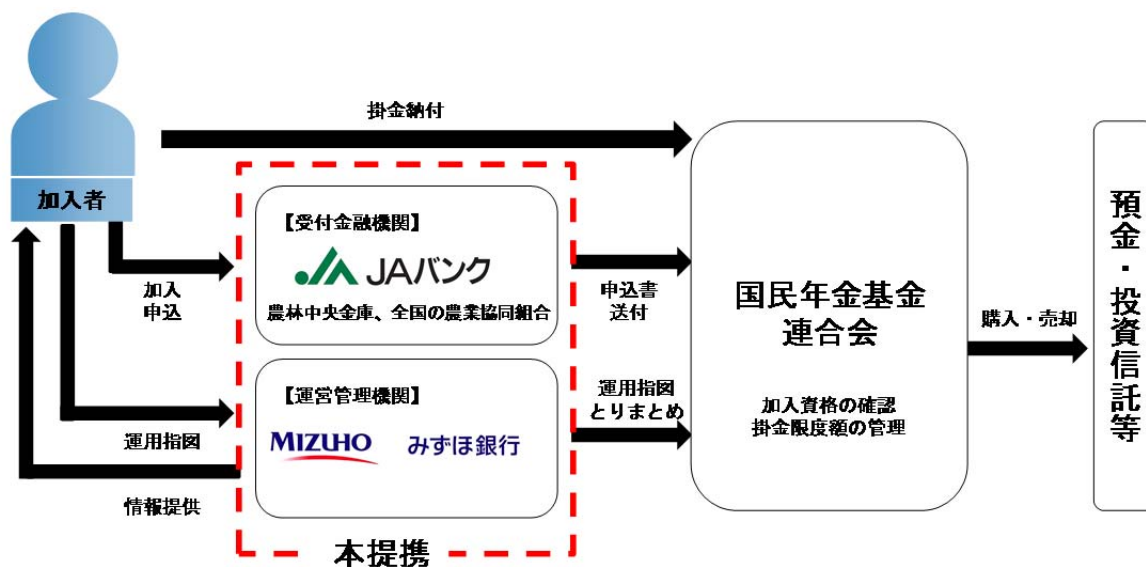 掛金納付
加入者
【受付金融機関】
JAバンク
農林中央金庫、全国の農業協同組合
加入
申込
申込書
送付
国民年金基金
連合会
加入資格の確認
掛金限度額の管理
購入・売却
預金・投資信託等
【運営管理機関】
MIZUHO みずほ銀行
運用指図
とりまとめ
運用指図
情報提供
本提携